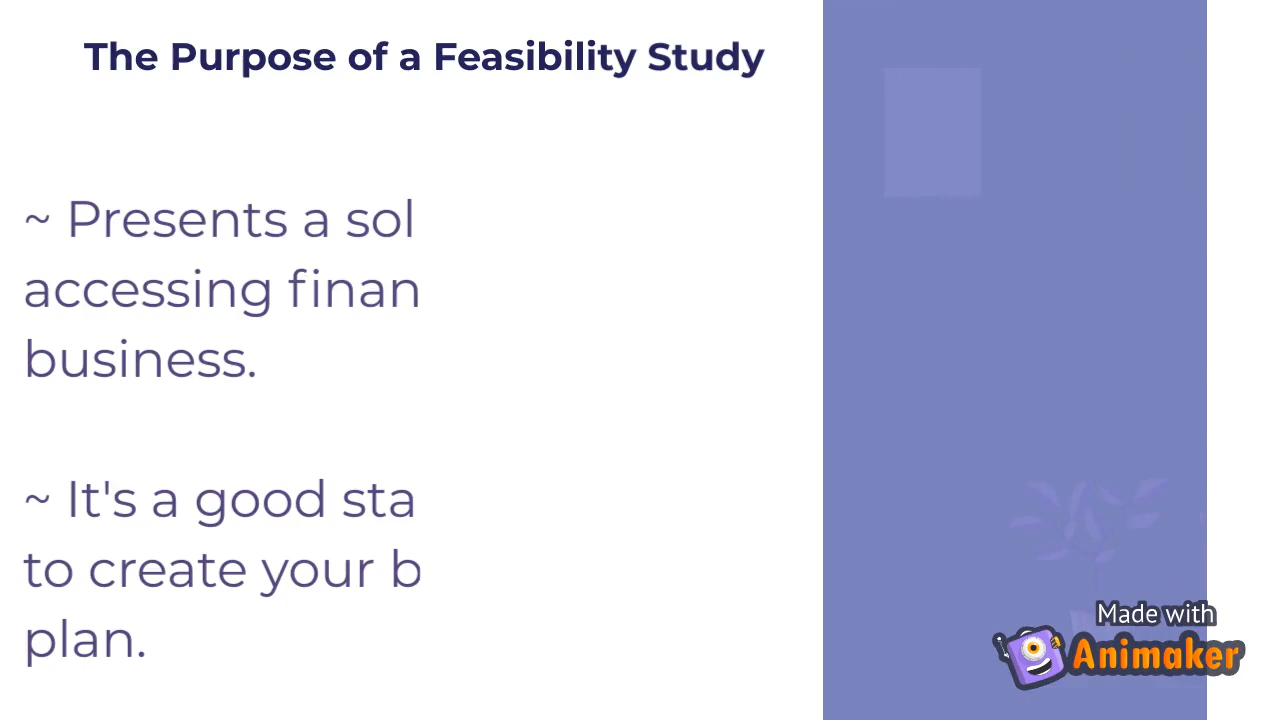 The Purpose of a Feasibility Study
~ Presents a sol
accessing finan
business.
~ It's a good sta
to create your b
plan.
Made with
Animaker